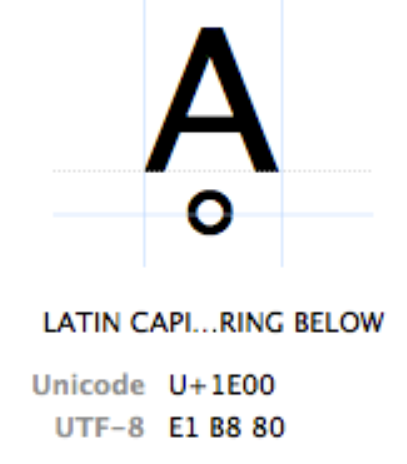 Ḁ
LATIN CAPI...RING BELOW
Unicode U+1E00
UTF-8 E1 B8 80